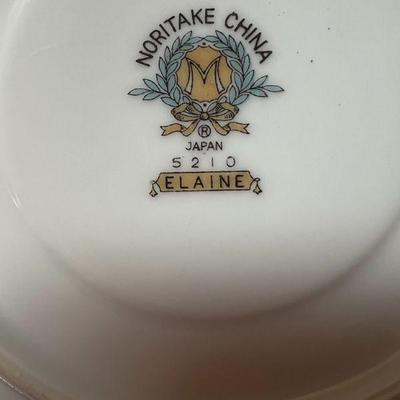 NORITAKE CHINA
M
®
JAPAN
5210
ELAINE